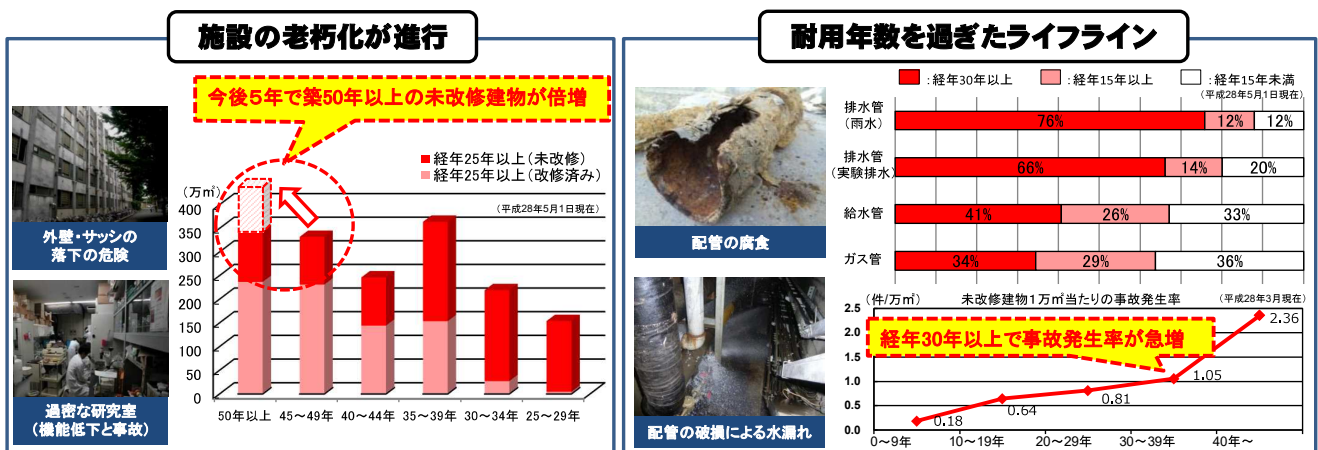 施設の老朽化が進行
今後５年で築50年以上の未改修建物が倍増
外壁・サッシの
落下の危険
過密な研究室
（機能低下と事故）
■経年25年以上（未改修）
■経年25年以上（改修済み）
（平成28年5月1日現在）
（万㎡）
400
350
300
250
200
150
100
50
0
50年以上 45～49年 40～44年 35～39年 30～34年 25～29年
耐用年数を過ぎたライフライン
：経年30年以上 ：経年15年以上 ：経年15年未満
（平成28年5月1日現在）
配管の腐食
配管の破損による水漏れ
排水管
（雨水）
76% 12% 12%
排水管
（実験排水）
66% 14% 20%
給水管
41% 26% 33%
ガス管
34% 29% 36%
（件/万㎡） 未改修建物１万㎡当たりの事故発生率 （平成28年3月現在）
経年30年以上で事故発生率が急増
2.5
2.0
1.5
1.0
0.5
0.0
0.18 0.64 0.81 1.05 2.36
0～9年 10～19年 20～29年 30～39年 40年～